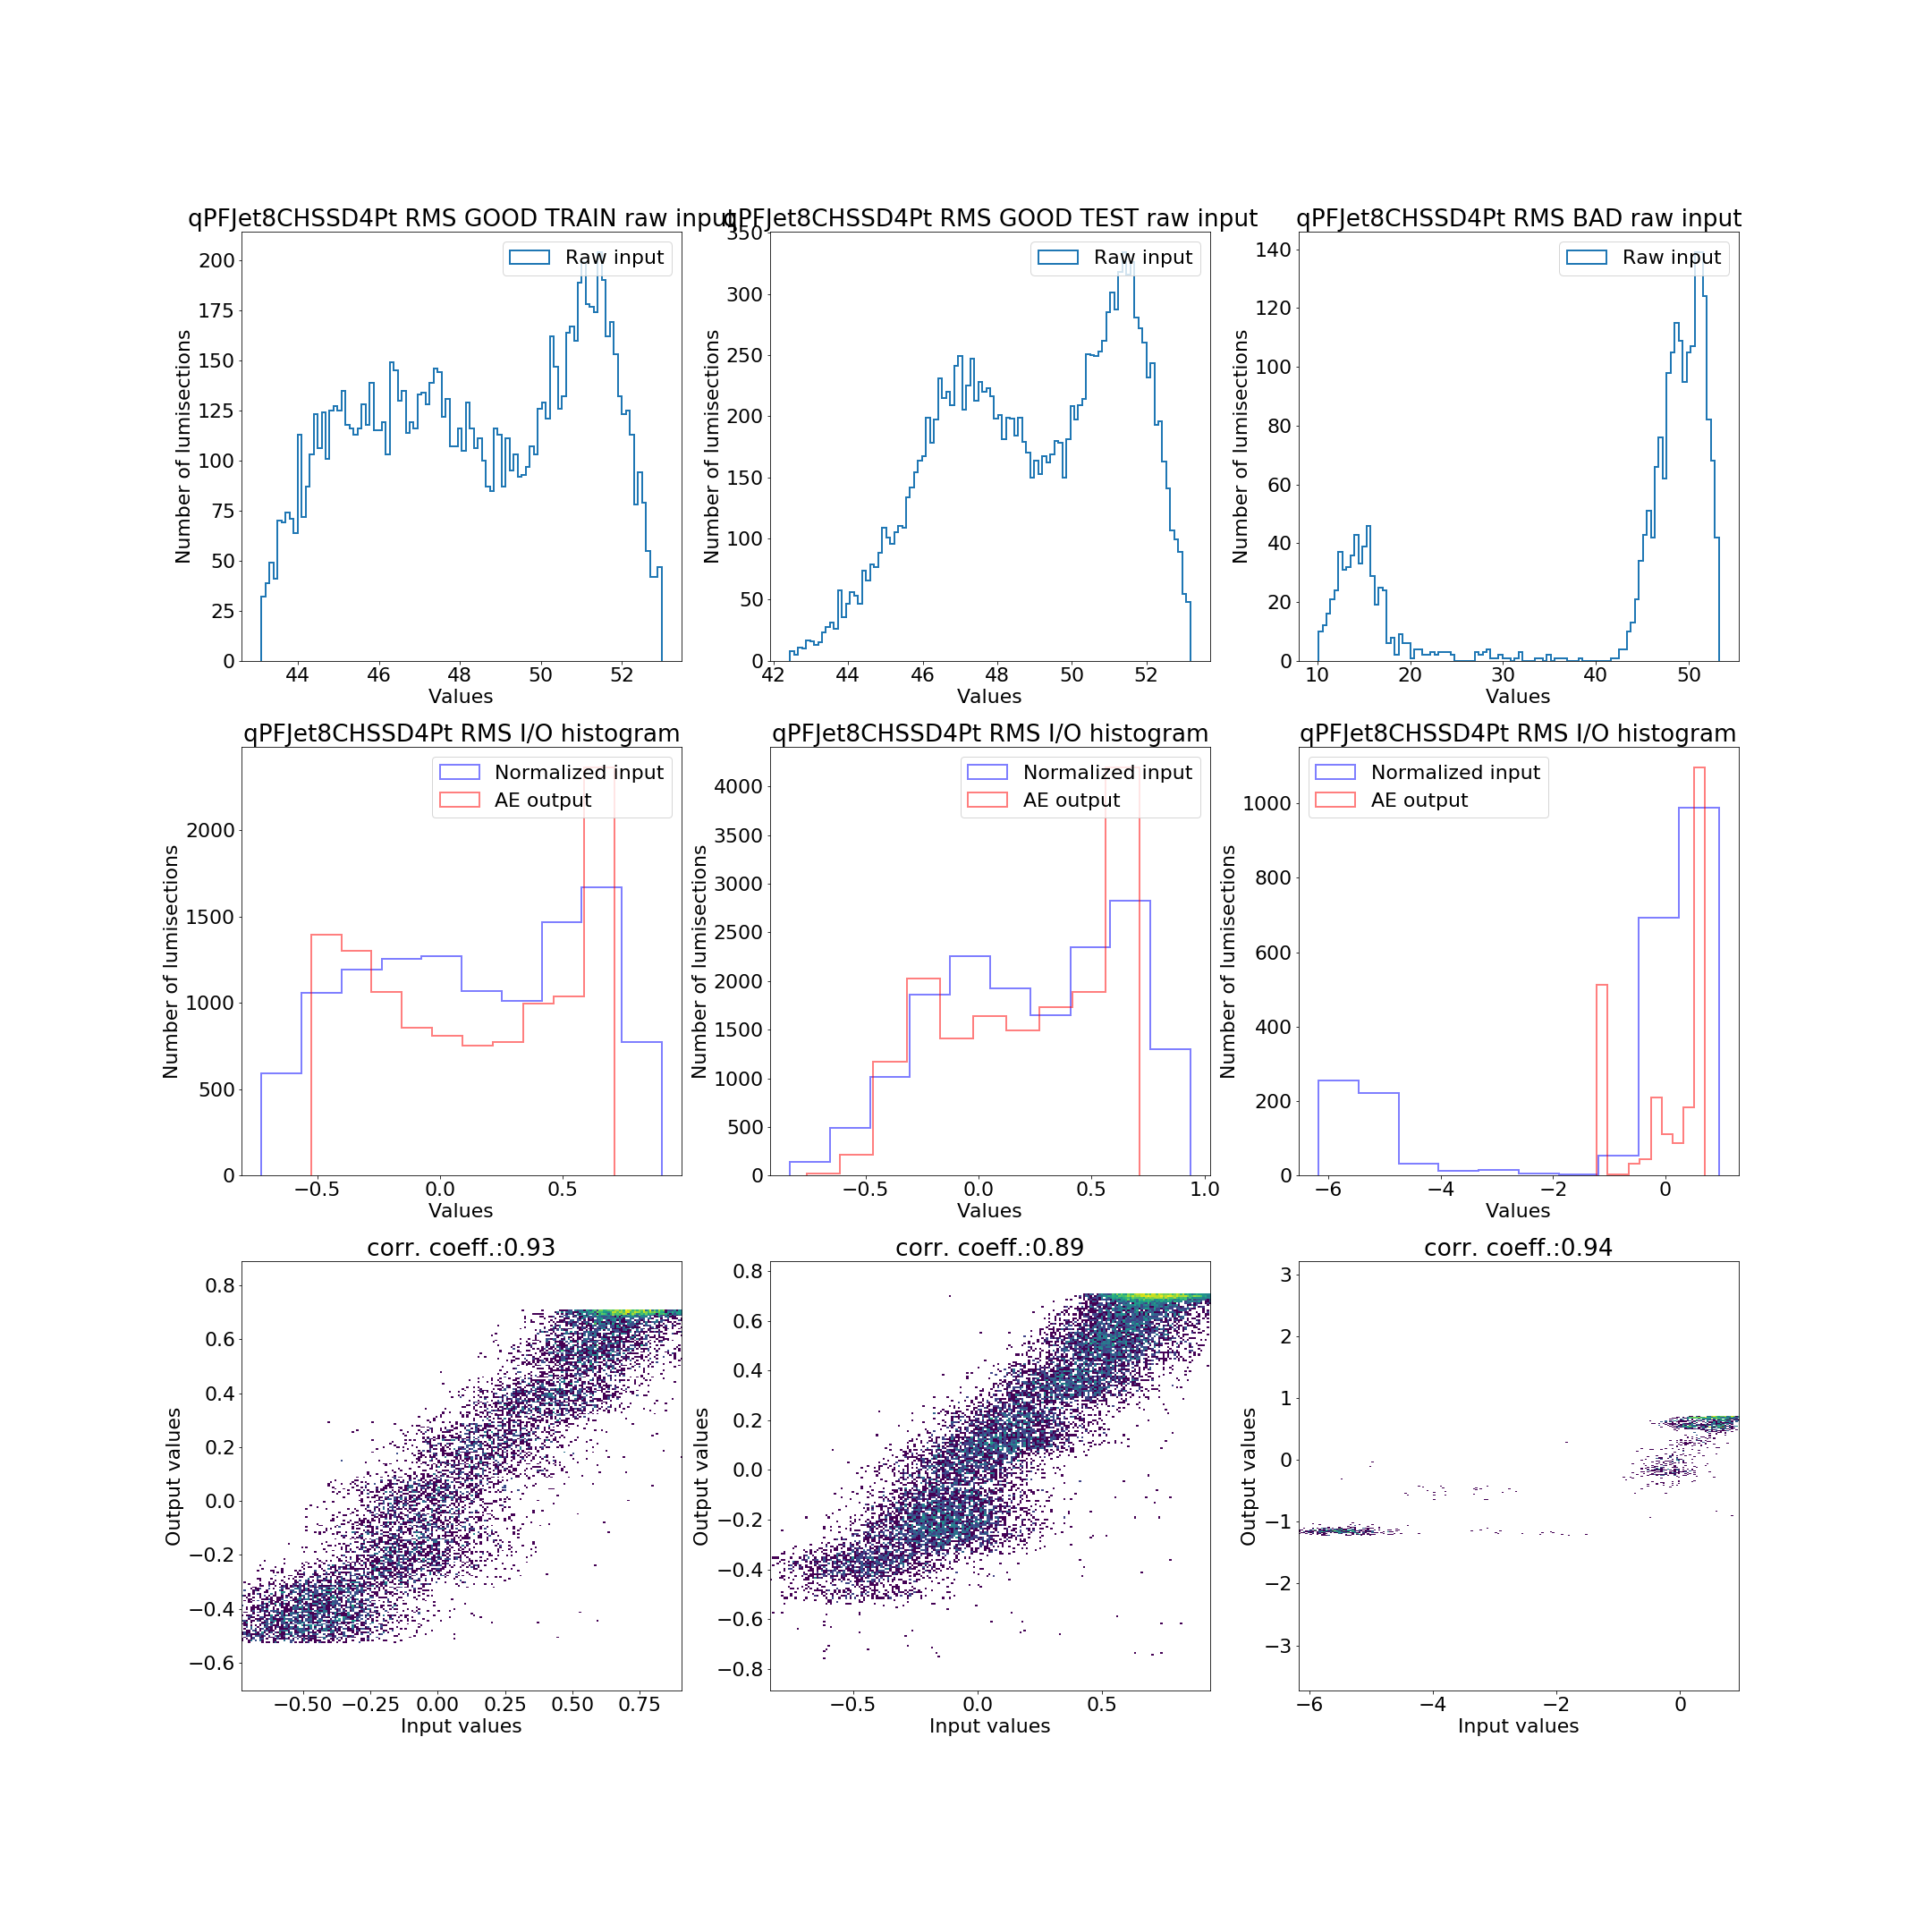 qPFJet8CHSSD4Pt RMS GOOD TRAIN raw input
qPFJet8CHSSD4Pt RMS GOOD TEST raw input
qPFJet8CHSSD4Pt RMS BAD raw input
Raw input
Raw input
Raw input
Number of lumisections
200
175
150
125
100
75
50
25
0
44 46 48 50 52
Values
Number of lumisections
350
300
250
200
150
100
50
0
42 44 46 48 50 52
Values
Number of lumisections
140
120
100
80
60
40
20
0
10 20 30 40 50
Values
qPFJet8CHSSD4Pt RMS I/O histogram
qPFJet8CHSSD4Pt RMS I/O histogram
qPFJet8CHSSD4Pt RMS I/O histogram
Normalized input
AE output
Number of lumisections
2000
1500
1000
500
0
−0.5 0.0 0.5
Values
Normalized input
AE output
Number of lumisections
4000
3500
3000
2500
2000
1500
1000
500
0
−0.5 0.0 0.5 1.0
Values
Normalized input
AE output
Number of lumisections
1000
800
600
400
200
0
−6 −4 −2 0
Values
corr. coeff.:0.93
corr. coeff.:0.89
corr. coeff.:0.94
Output values
0.8
0.6
0.4
0.2
0.0
−0.2
−0.4
−0.6
−0.50 −0.25 0.00 0.25 0.50 0.75
Input values
Output values
0.8
0.6
0.4
0.2
0.0
−0.2
−0.4
−0.6
−0.8
−0.5 0.0 0.5
Input values
Output values
3
2
1
0
−1
−2
−3
−6 −4 −2 0
Input values